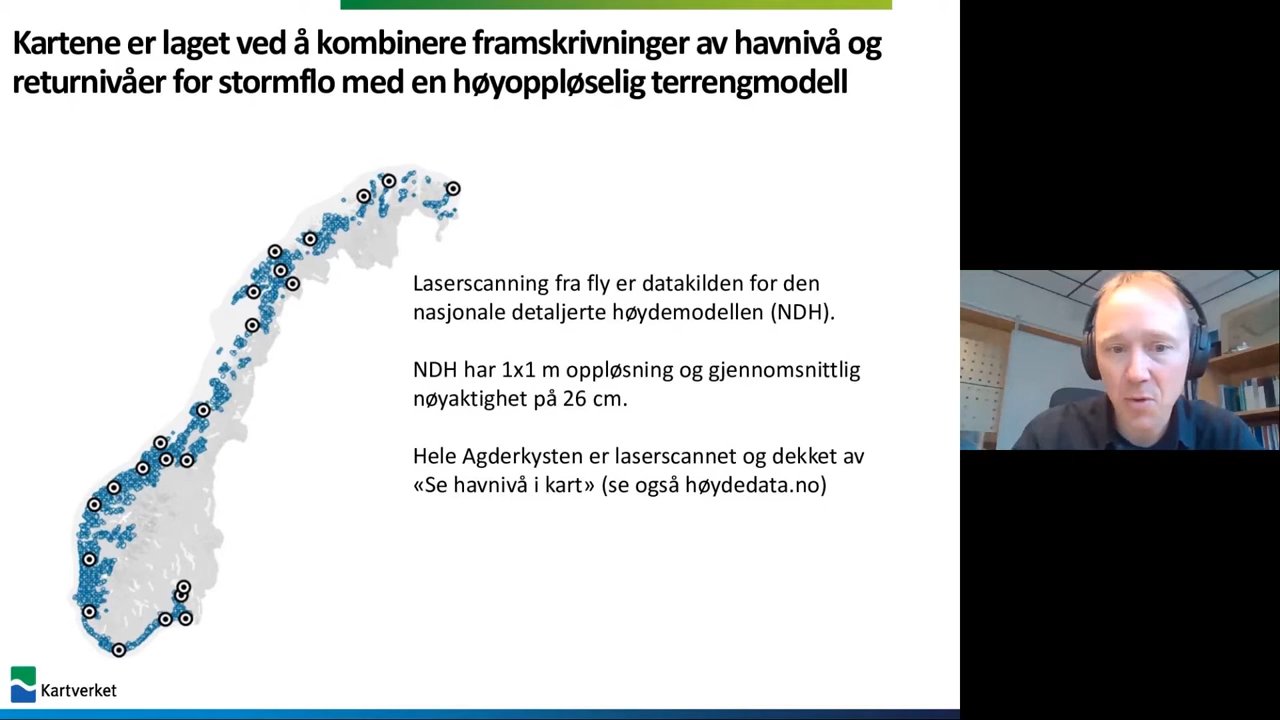 Kartene er laget ved å kombinere framskrivninger av havnivå og
returnivåer for stormflo med en høyoppløselig terrengmodell
Laserscanning fra fly er datakilden for den
nasjonale detaljerte høydemodellen (NDH).
NDH har 1x1 m oppløsning og gjennomsnittlig
nøyaktighet på 26 cm.
Hele Agderkysten er laserscannet og dekket av
«Se havnivå i kart» (se også høydedata.no)
Kartverket